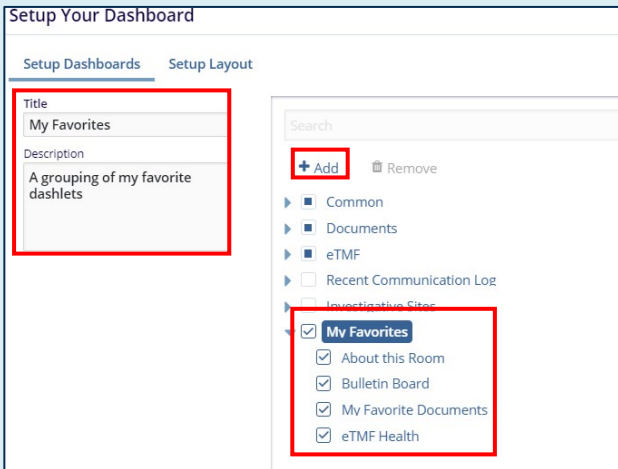 Setup Your Dashboard
Setup Dashboards Setup Layout
Title
My Favorites
Description
A grouping of my favorite
dashlets
Search
+ Add Remove
Common
Documents
eTMF
Recent Communication Log
Investigative Sites
My Favorites
About this Room
Bulletin Board
My Favorite Documents
eTMF Health